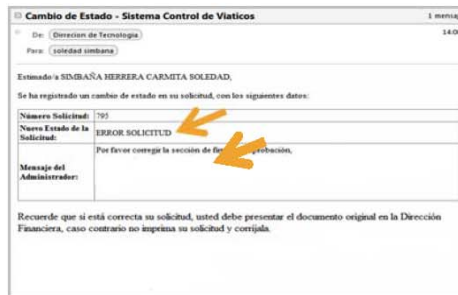 Cambio de Estado - Sistema Control de Viaticos 1 mensaj
De: Direccion de Tecnologia 14:0
Para: soledad simbana
Estimado/a SIMBAÑA HERRERA CARMITA SOLEDAD,
Se ha registrado un cambio de estado en su solicitud, con los siguientes datos:
Número Solicitud: 795
Nuevo Estado de la Solicitud: ERROR SOLICITUD
Mensaje del Administrador: Por favor corregir la sección de
Recuerde que si está correcta su solicitud, usted debe presentar el documento original en la Dirección
Financiera, caso contrario no imprima su solicitud y corríjala.